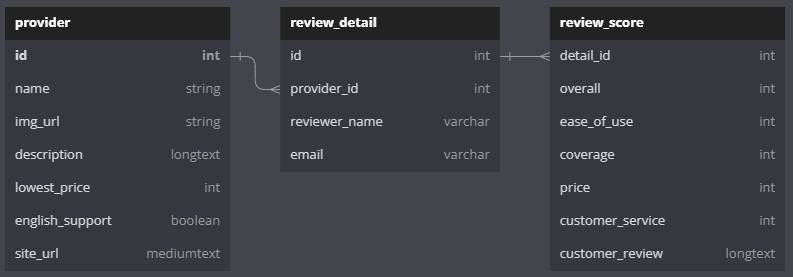 provider
id int
name string
img_url string
description longtext
lowest_price int
english_support boolean
site_url mediumtext
review_detail
id int
provider_id int
reviewer_name varchar
email varchar
review_score
detail_id int
overall int
ease_of_use int
coverage int
price int
customer_service int
customer_review longtext